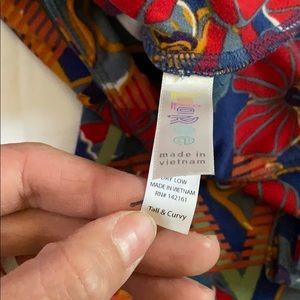 made in
vietnam
DRY LOW
MADE IN VIETNAM
RN# 142161
Tall & Curvy